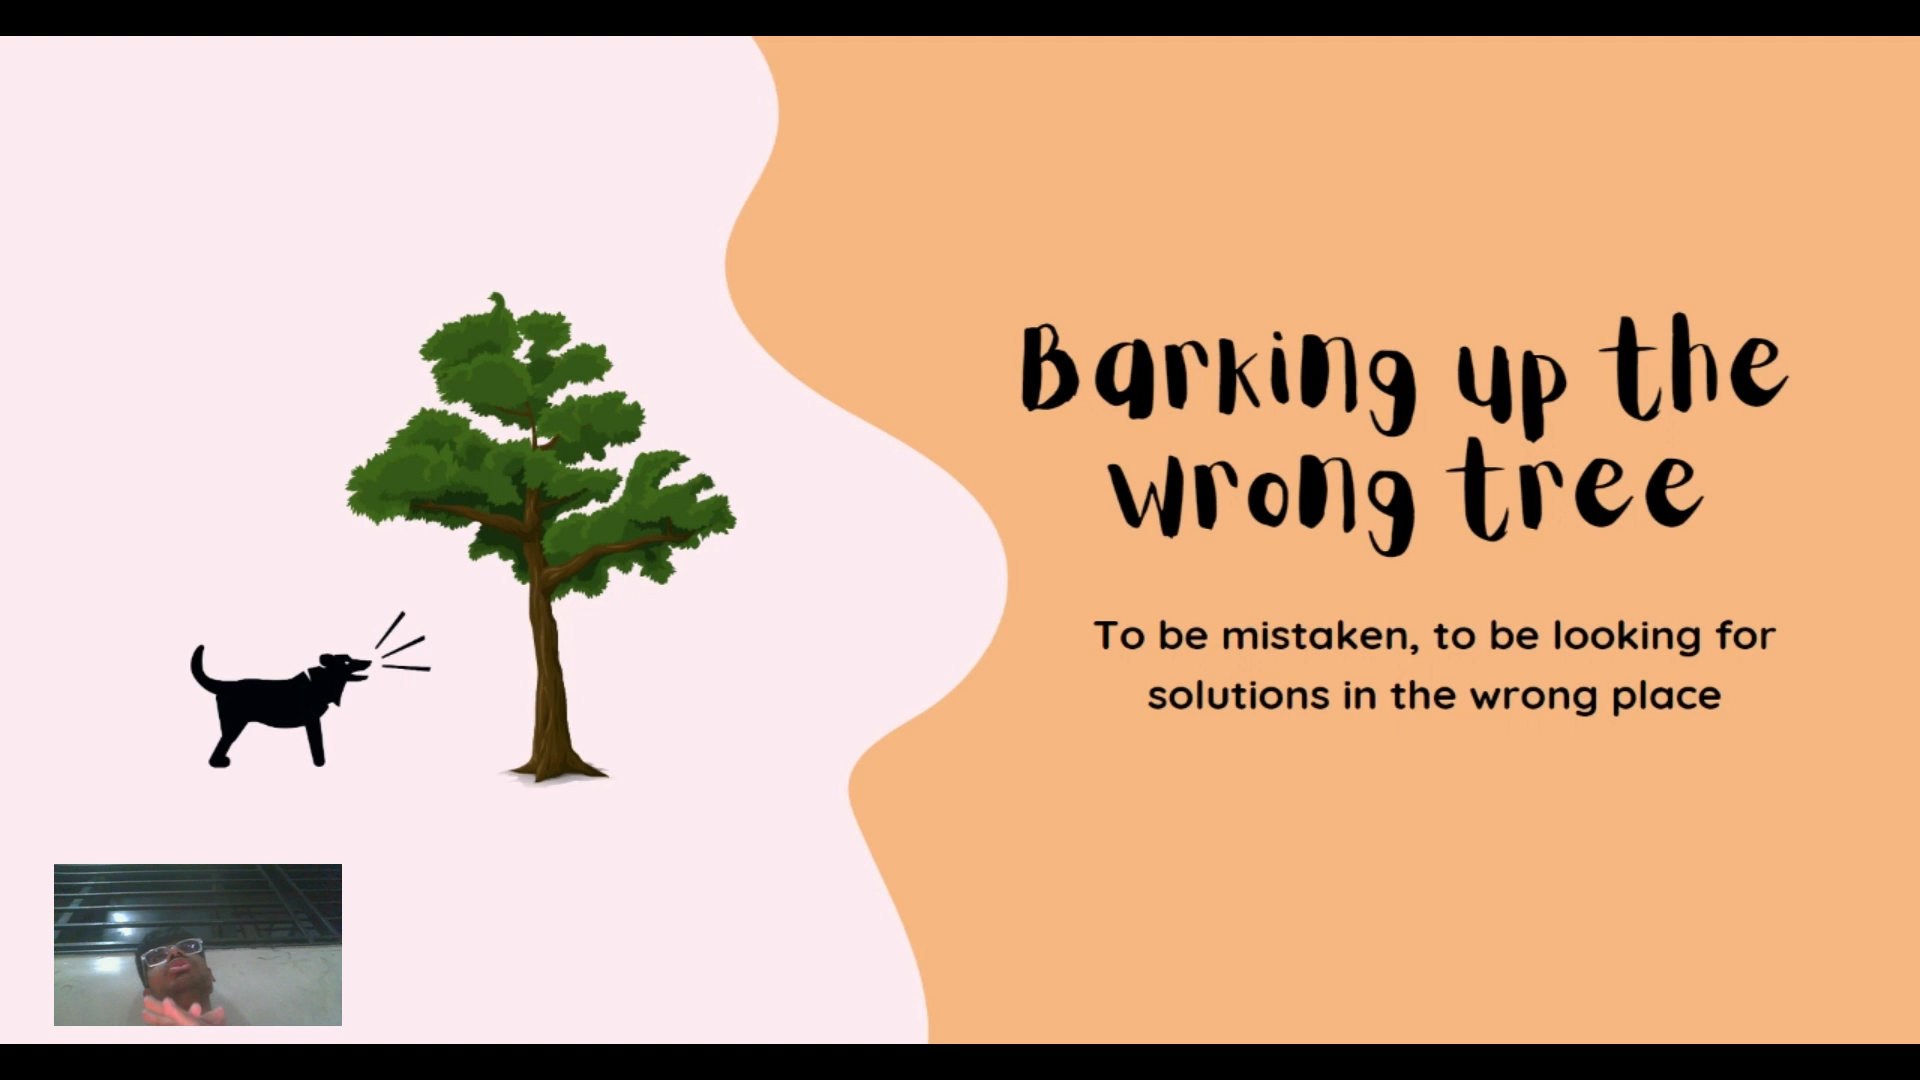 Barking up the
wrong tree
To be mistaken, to be looking for
solutions in the wrong place